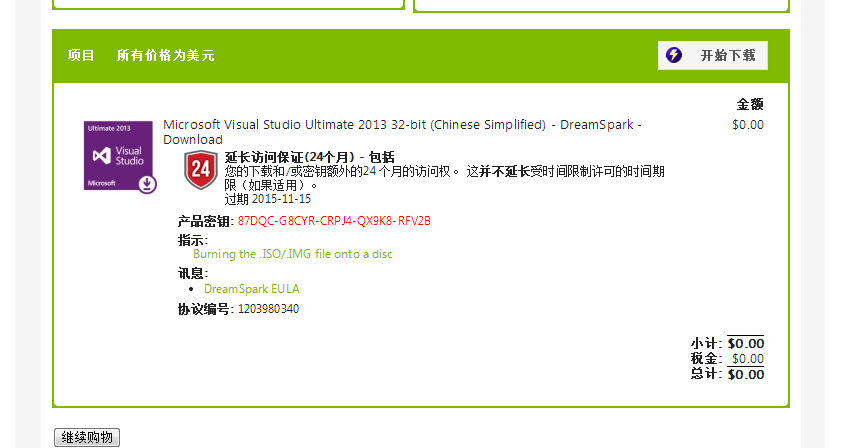 项目 所有价格为美元 开始下载
金额
Ultimate 2013
Visual Studio
Microsoft
Microsoft Visual Studio Ultimate 2013 32-bit (Chinese Simplified) - DreamSpark - $0.00
Download
24
延长访问保证(24个月) - 包括
您的下载和/或密钥额外的24 个月的访问权。 这并不延长受时间限制许可的时间期
限（如果适用）。
过期 2015-11-15
产品密钥: 87DQC-G8CYR-CRPJ4-QX9K8-RFV2B
指示:
Burning the .ISO/.IMG file onto a disc
讯息:
• DreamSpark EULA
协议编号: 1203980340
小计: $0.00
税金: $0.00
总计: $0.00
继续购物